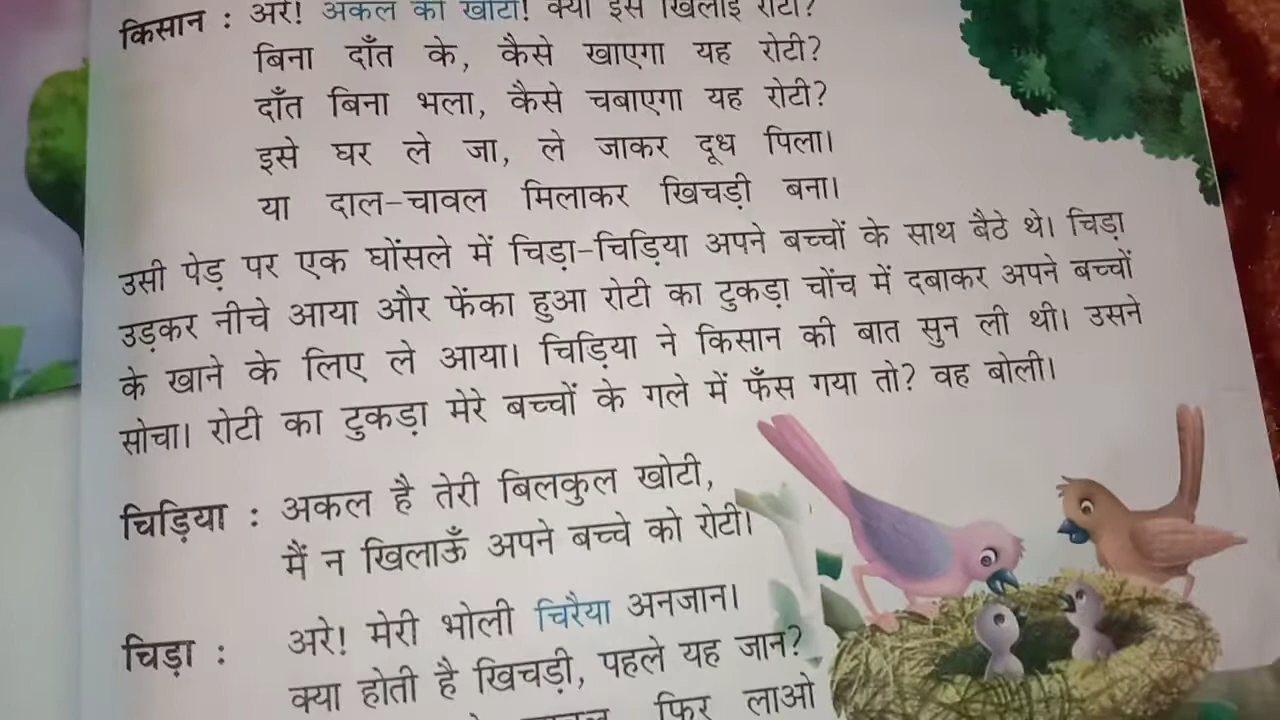 किसान : अरे! अकल की खोटी! क्या इसे खिलाई रोटी?
बिना दाँत के, कैसे खाएगा यह रोटी?
दाँत बिना भला, कैसे चबाएगा यह रोटी?
इसे घर ले जा, ले जाकर दूध पिला।
या दाल-चावल मिलाकर खिचड़ी बना।
उसी पेड़ पर एक घोंसले में चिड़ा-चिड़िया अपने बच्चों के साथ बैठे थे। चिड़ा
उड़कर नीचे आया और फेंका हुआ रोटी का टुकड़ा चोंच में दबाकर अपने बच्चों
के खाने के लिए ले आया। चिड़िया ने किसान की बात सुन ली थी। उसने
सोचा। रोटी का टुकड़ा मेरे बच्चों के गले में फँस गया तो? वह बोली।
चिड़िया : अकल है तेरी बिलकुल खोटी,
मैं न खिलाऊँ अपने बच्चे को रोटी।
चिड़ा : अरे! मेरी भोली चिरैया अनजान।
क्या होती है खिचड़ी, पहले यह जान?
फिर लाओ